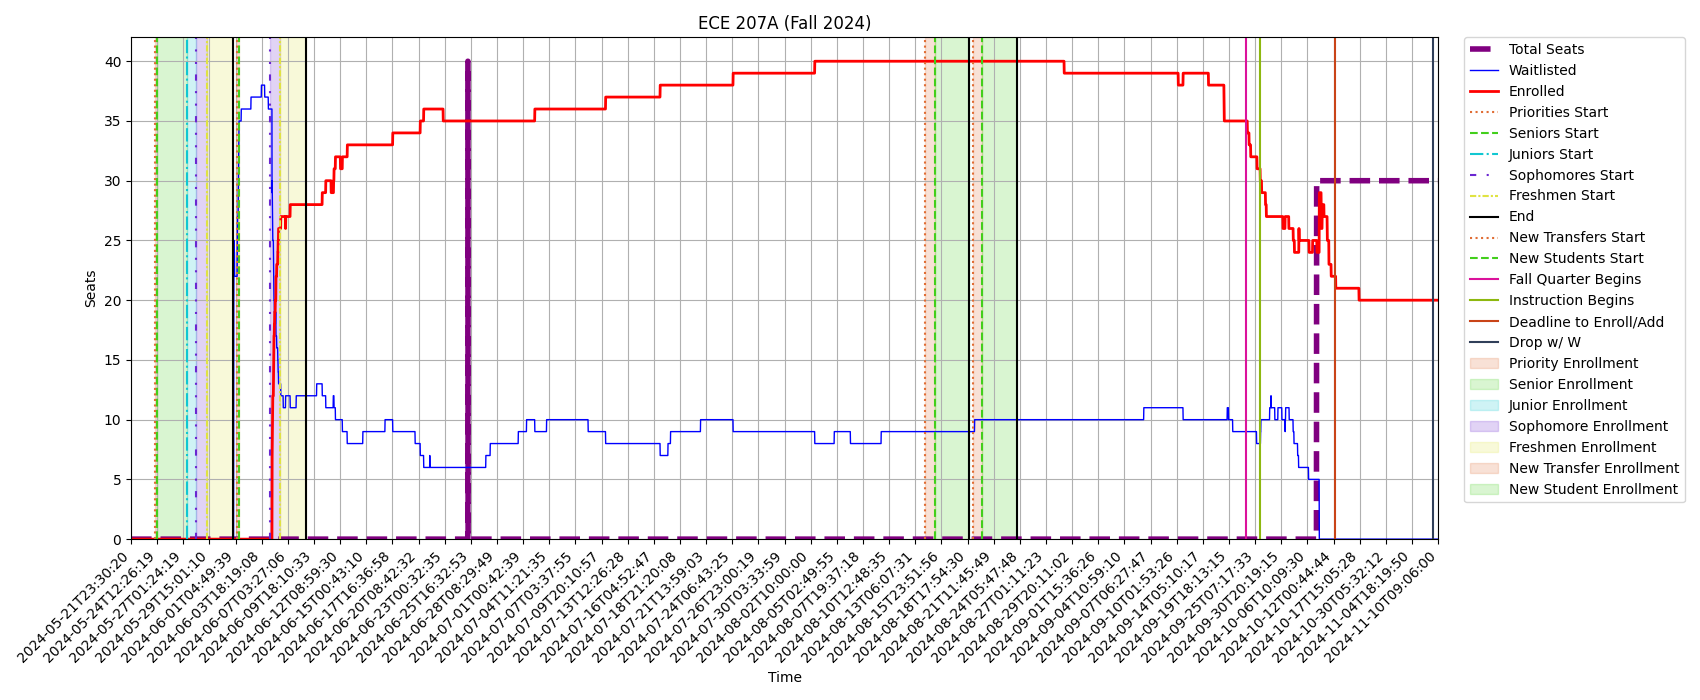 ECE 207A (Fall 2024)
Seats
40
35
30
25
20
15
10
5
0
2024-05-21T23:30:20
2024-05-24T12:26:19
2024-05-27T01:24:19
2024-05-29T15:01:10
2024-06-01T04:49:39
2024-06-03T18:19:08
2024-06-07T03:27:06
2024-06-09T18:10:33
2024-06-12T08:59:30
2024-06-15T00:43:10
2024-06-17T16:36:58
2024-06-20T08:42:32
2024-06-23T00:32:35
2024-06-25T16:32:53
2024-06-28T08:29:49
2024-07-01T00:42:39
2024-07-04T11:21:35
2024-07-07T03:37:55
2024-07-09T20:10:57
2024-07-13T12:26:28
2024-07-16T04:52:47
2024-07-18T21:20:08
2024-07-21T13:59:03
2024-07-24T06:43:25
2024-07-26T23:00:19
2024-07-30T03:33:59
2024-08-02T00:00:00
2024-08-05T02:49:55
2024-08-07T19:37:18
2024-08-10T12:48:35
2024-08-13T06:07:31
2024-08-15T23:51:56
2024-08-18T17:54:30
2024-08-21T11:45:49
2024-08-24T05:47:48
2024-08-27T01:11:23
2024-08-29T20:11:02
2024-09-01T15:36:26
2024-09-04T10:59:10
2024-09-07T06:27:47
2024-09-10T01:53:26
2024-09-14T15:10:17
2024-09-19T18:13:15
2024-09-25T07:17:33
2024-09-30T20:19:15
2024-10-06T10:09:30
2024-10-12T00:44:44
2024-10-17T15:05:28
2024-10-30T05:32:12
2024-11-04T18:19:50
2024-11-10T09:06:00
Time
Total Seats
Waitlisted
Enrolled
Priorities Start
Seniors Start
Juniors Start
Sophomores Start
Freshmen Start
End
New Transfers Start
New Students Start
Fall Quarter Begins
Instruction Begins
Deadline to Enroll/Add
Drop w/ W
Priority Enrollment
Senior Enrollment
Junior Enrollment
Sophomore Enrollment
Freshmen Enrollment
New Transfer Enrollment
New Student Enrollment